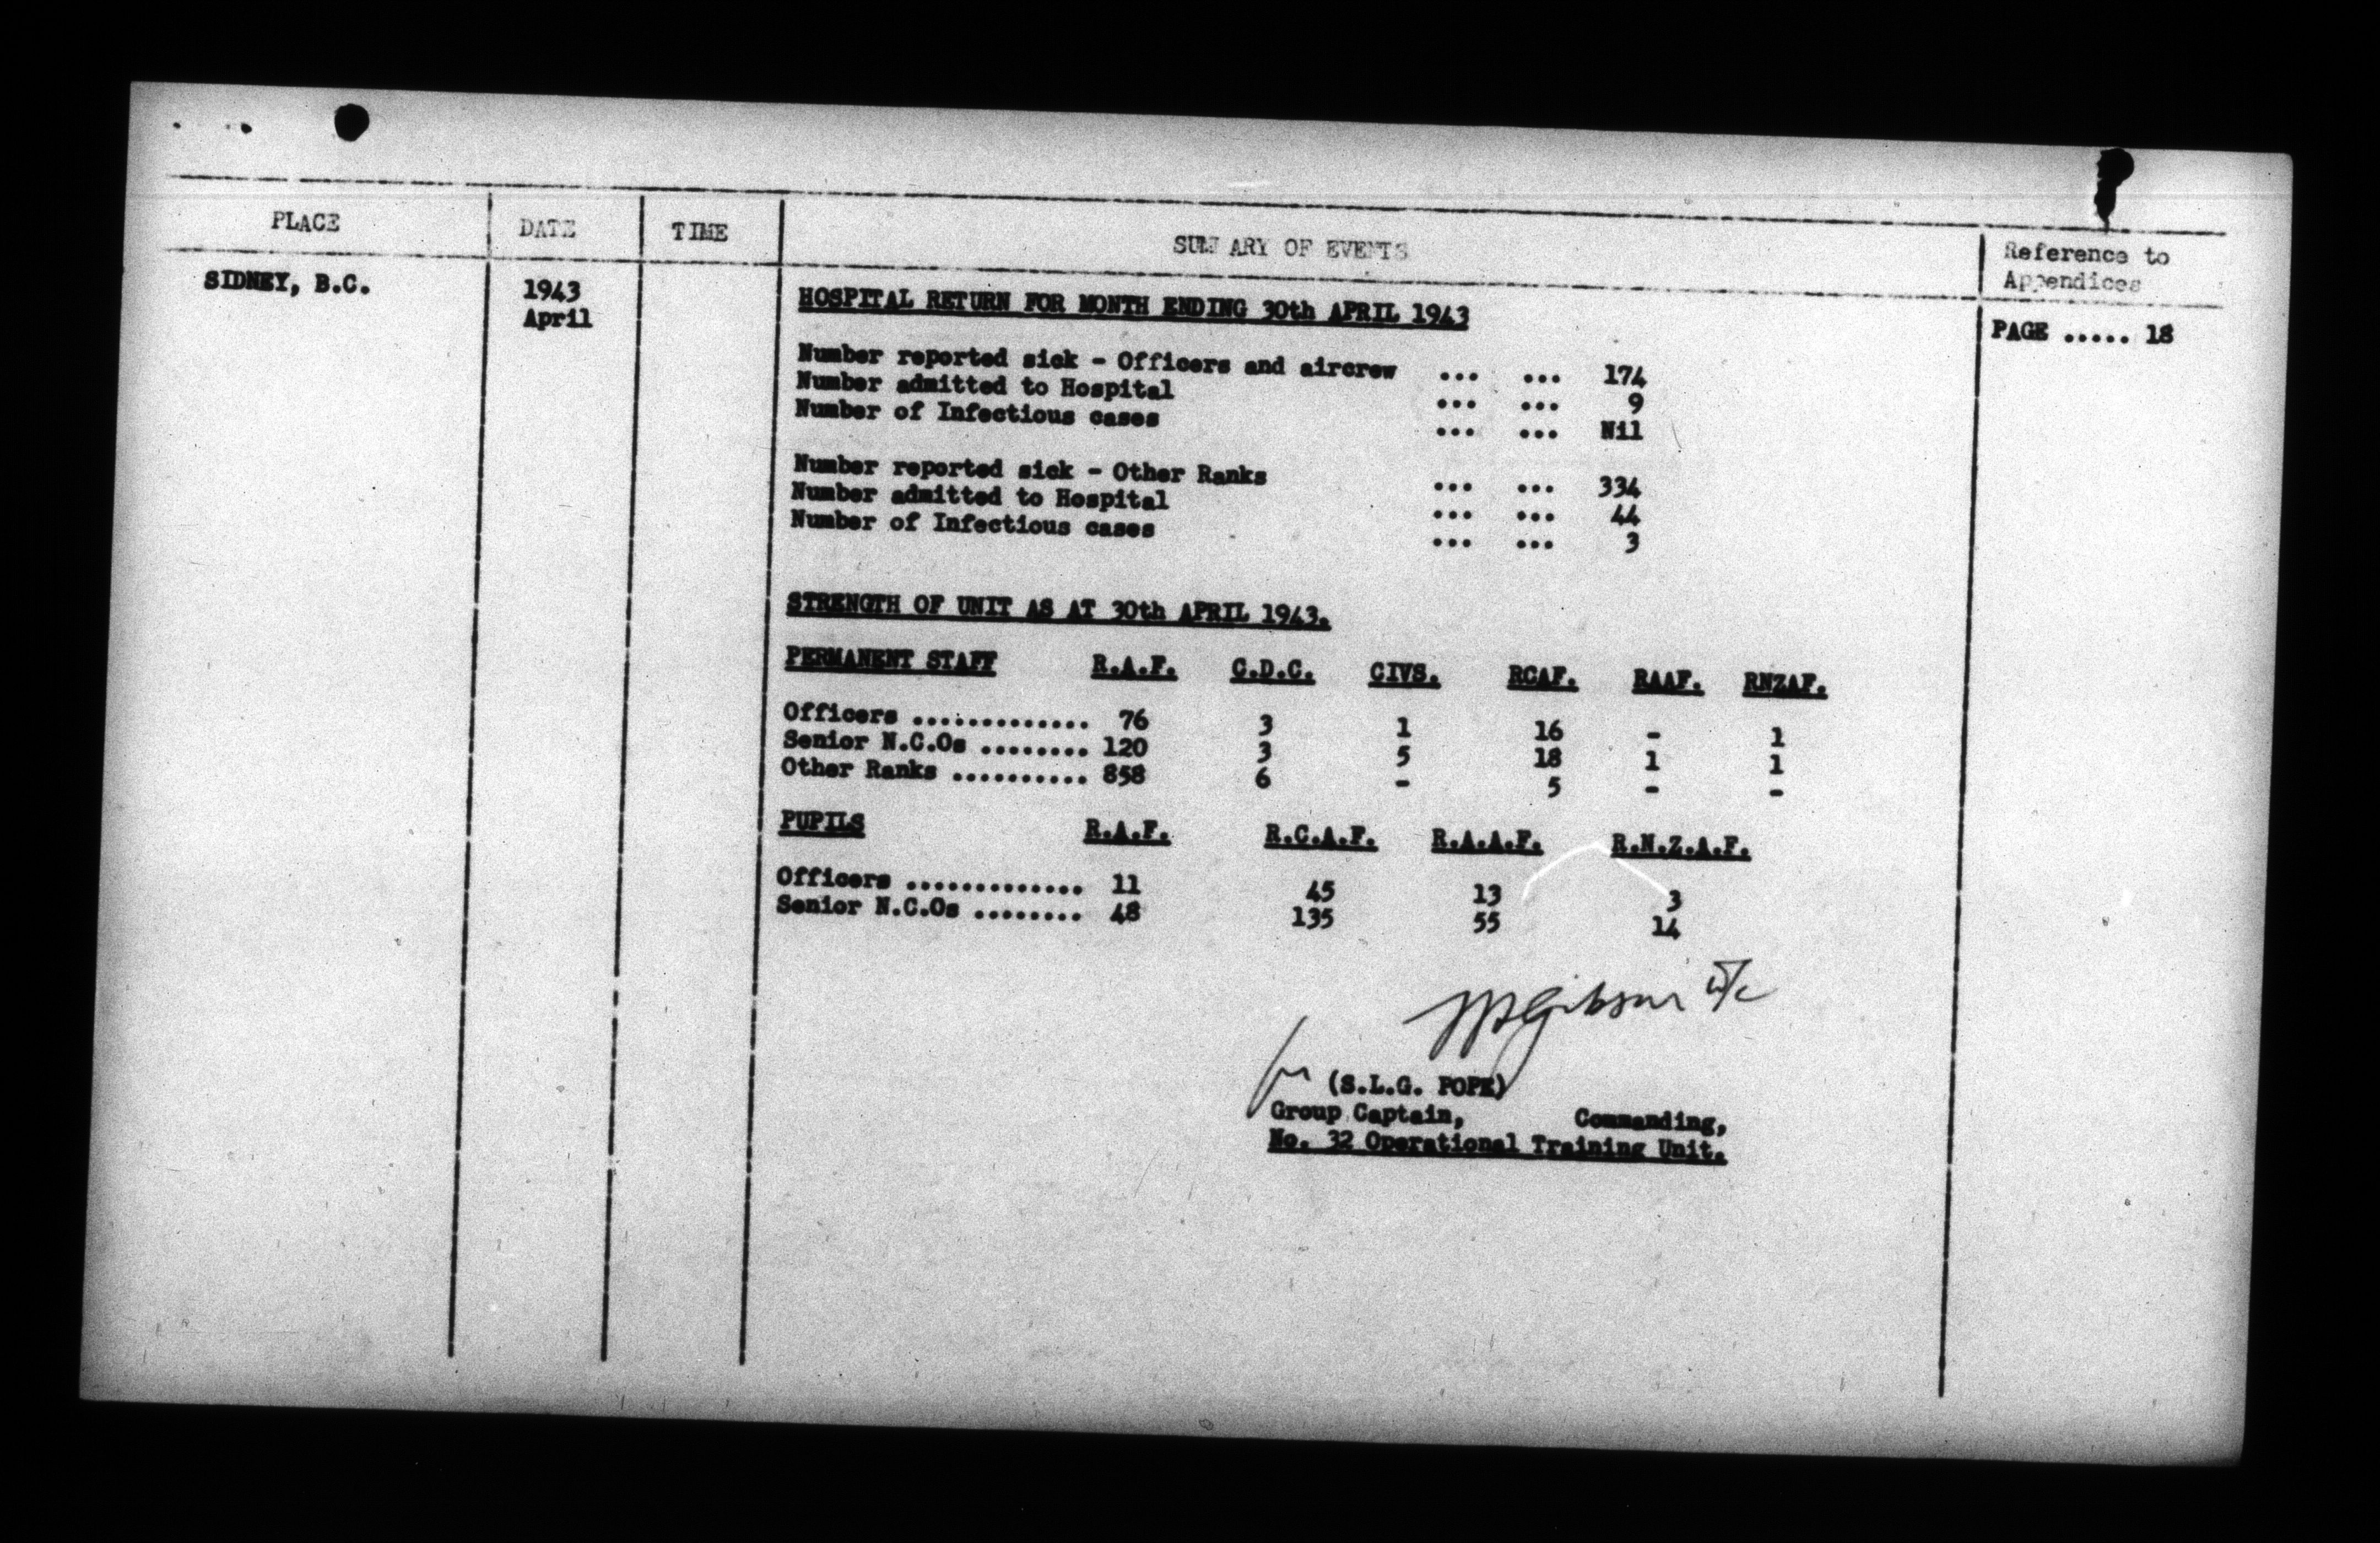 PLACE DATE TIME SUMMARY OF EVENTS Reference to
Appendices
SIDNEY, B.C. 1943
April
PAGE ..... 18
HOSPITAL RETURN FOR MONTH ENDING 30th APRIL 1943
Number reported sick - Officers and aircrew ... ... 174
Number admitted to Hospital ... ... 9
Number of Infectious cases ... ... Nil
Number reported sick - Other Ranks ... ... 334
Number admitted to Hospital ... ... 44
Number of Infectious cases ... ... 3
STRENGTH OF UNIT AS AT 30th APRIL 1943.
PERMANENT STAFF R.A.F. C.D.C. CIVS. RCAF. RAAF. RNZAF.
Officers ............. 76 3 1 16 - 1
Senior N.C.Os ........ 120 3 5 18 1 1
Other Ranks .......... 858 6 - 5 - -
PUPILS R.A.F. R.C.A.F. R.A.A.F. R.N.Z.A.F.
Officers ............. 11 45 13 3
Senior N.C.Os ........ 48 135 55 14
Gibson W/C
for (S.L.G. POPE)
Group Captain, Commanding,
No. 32 Operational Training Unit.